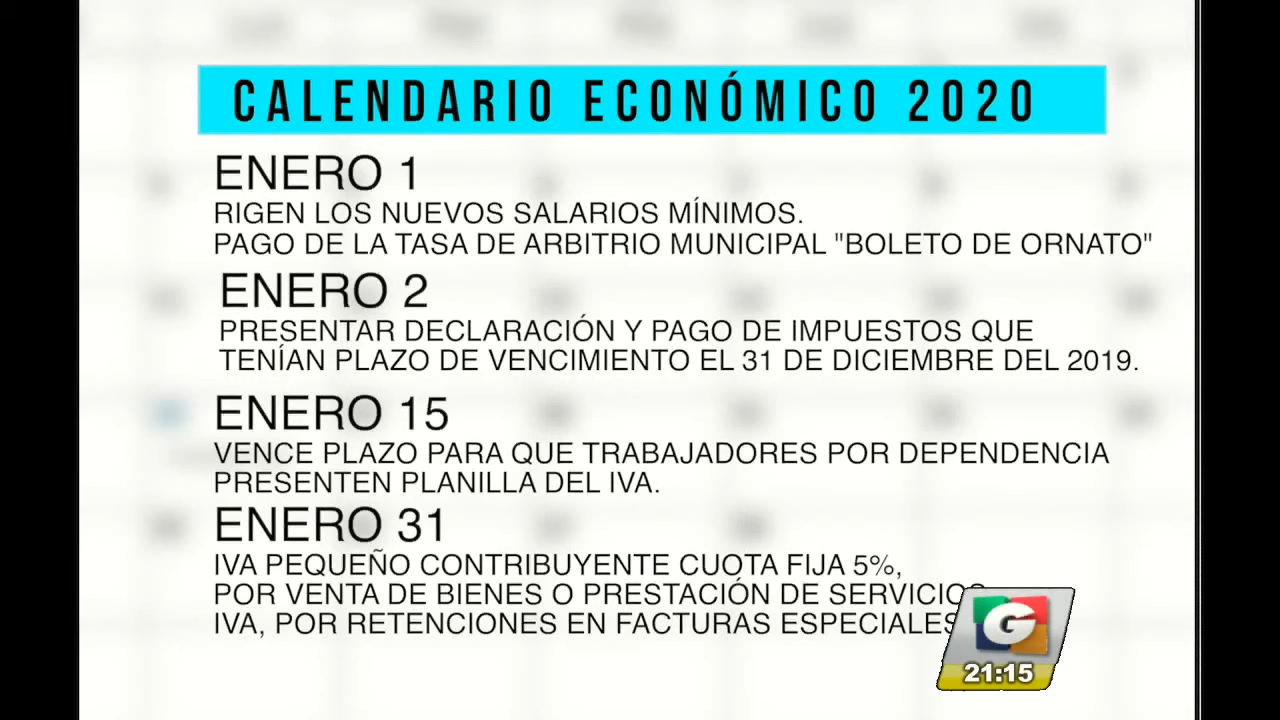 CALENDARIO ECONÓMICO 2020
ENERO 1
RIGEN LOS NUEVOS SALARIOS MÍNIMOS.
PAGO DE LA TASA DE ARBITRIO MUNICIPAL "BOLETO DE ORNATO"
ENERO 2
PRESENTAR DECLARACIÓN Y PAGO DE IMPUESTOS QUE
TENÍAN PLAZO DE VENCIMIENTO EL 31 DE DICIEMBRE DEL 2019.
ENERO 15
VENCE PLAZO PARA QUE TRABAJADORES POR DEPENDENCIA
PRESENTEN PLANILLA DEL IVA.
ENERO 31
IVA PEQUEÑO CONTRIBUYENTE CUOTA FIJA 5%,
POR VENTA DE BIENES O PRESTACIÓN DE SERVICIOS
IVA, POR RETENCIONES EN FACTURAS ESPECIALES
G
21:15